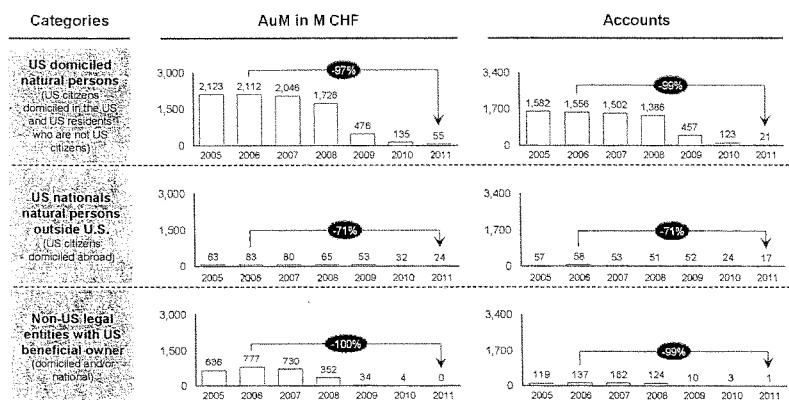 Categories
AuM in M CHF
Accounts
US domiciled
natural persons
(US citizens
domiciled in the US
and US residents
who are not US
citizens)
3,000
1,500
0
-97%
2,123 2,112 2,046 1,728 476 135 55
2005 2006 2007 2008 2009 2010 2011
3,400
1,700
0
-99%
1,582 1,556 1,502 1,386 457 123 21
2005 2006 2007 2008 2009 2010 2011
US nationals
natural persons
outside U.S.
(US citizens
domiciled abroad)
3,000
1,500
0
-71%
63 83 80 65 53 32 24
2005 2006 2007 2008 2009 2010 2011
3,400
1,700
0
-71%
57 58 53 51 52 24 17
2005 2006 2007 2008 2009 2010 2011
Non-US legal
entities with US
beneficial owner
(domiciled and/or
national)
3,000
1,500
0
-100%
636 777 730 352 34 4 0
2005 2006 2007 2008 2009 2010 2011
3,400
1,700
0
-99%
119 137 162 124 10 3 1
2005 2006 2007 2008 2009 2010 2011